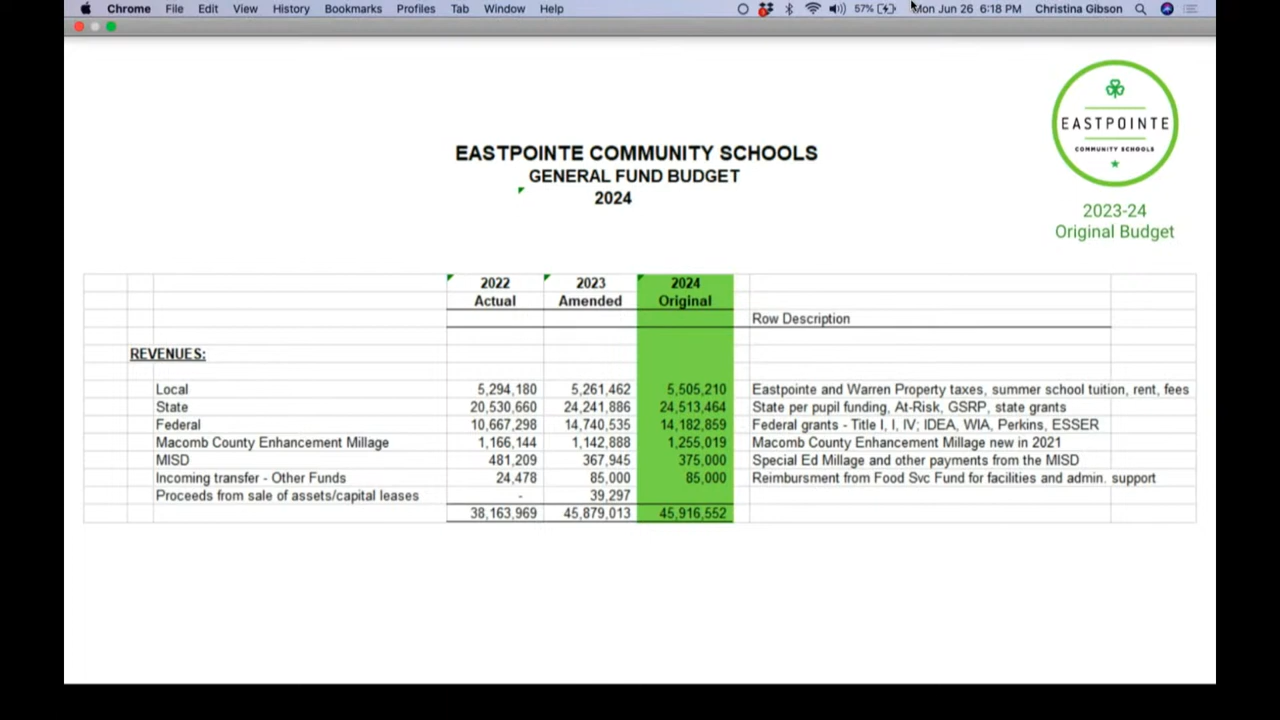 Chrome File Edit View History Bookmarks Profiles Tab Window Help 57% Mon Jun 26 6:18 PM Christina Gibson
EASTPOINTE
COMMUNITY SCHOOLS
2023-24
Original Budget
EASTPOINTE COMMUNITY SCHOOLS
GENERAL FUND BUDGET
2024
2022 2023 2024
Actual Amended Original
Row Description
REVENUES:
Local 5,294,180 5,261,462 5,505,210 Eastpointe and Warren Property taxes, summer school tuition, rent, fees
State 20,530,660 24,241,886 24,513,464 State per pupil funding, At-Risk, GSRP, state grants
Federal 10,667,298 14,740,535 14,182,859 Federal grants - Title I, I, IV; IDEA, WIA, Perkins, ESSER
Macomb County Enhancement Millage 1,166,144 1,142,888 1,255,019 Macomb County Enhancement Millage new in 2021
MISD 481,209 367,945 375,000 Special Ed Millage and other payments from the MISD
Incoming transfer - Other Funds 24,478 85,000 85,000 Reimbursment from Food Svc Fund for facilities and admin. support
Proceeds from sale of assets/capital leases - 39,297
38,163,969 45,879,013 45,916,552